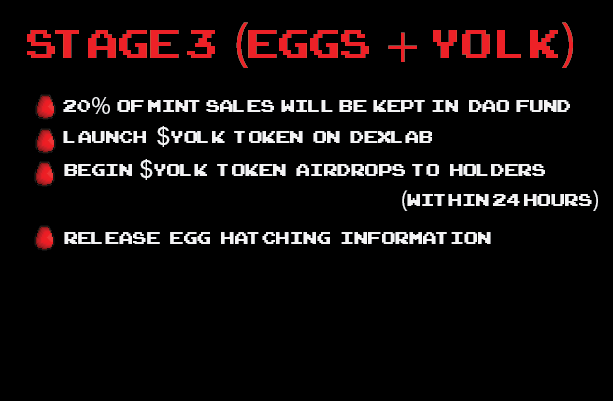 STAGE 3 (EGGS + YOLK)
20% OF MINT SALES WILL BE KEPT IN DAO FUND
LAUNCH $YOLK TOKEN ON DEXLAB
BEGIN $YOLK TOKEN AIRDROPS TO HOLDERS
(WITHIN 24 HOURS)
RELEASE EGG HATCHING INFORMATION